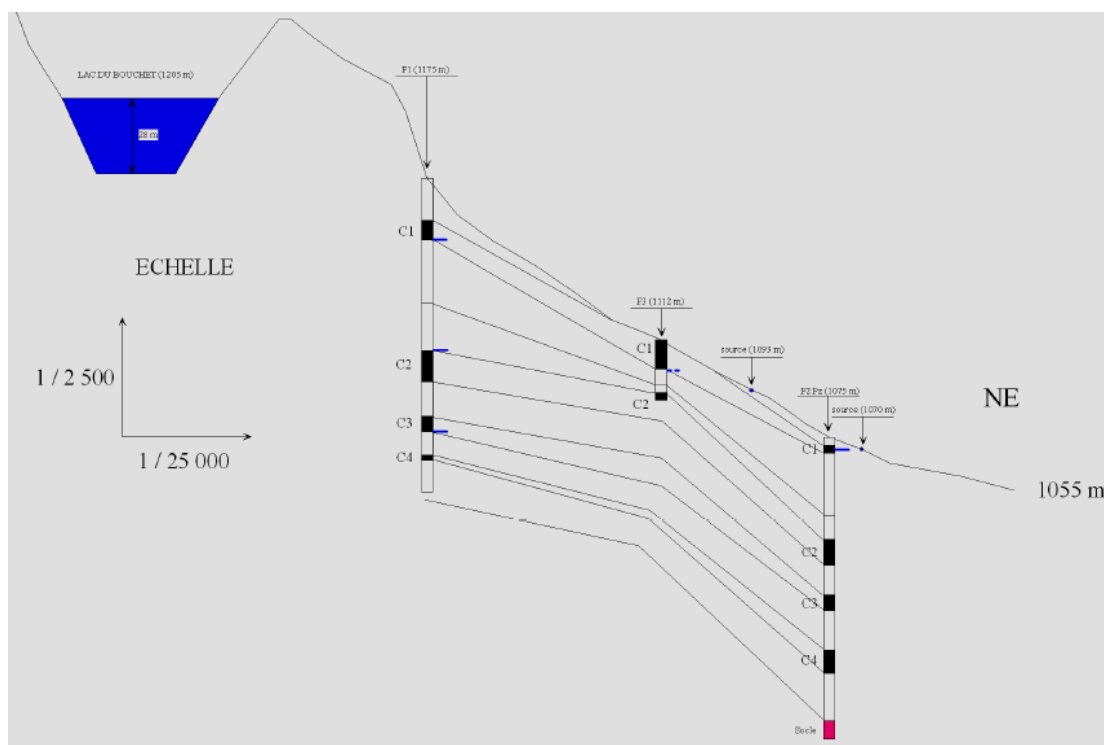 LAC DU BOUCHET (1205 m)
28 m
F1 (1175 m)
C1
ECHELLE
1 / 2 500
1 / 25 000
C2
C3
C4
F3 (1112 m)
C1
C2
source (1093 m)
F2 Pz (1075 m)
source (1070 m)
NE
C1
1055 m
C2
C3
C4
Socle